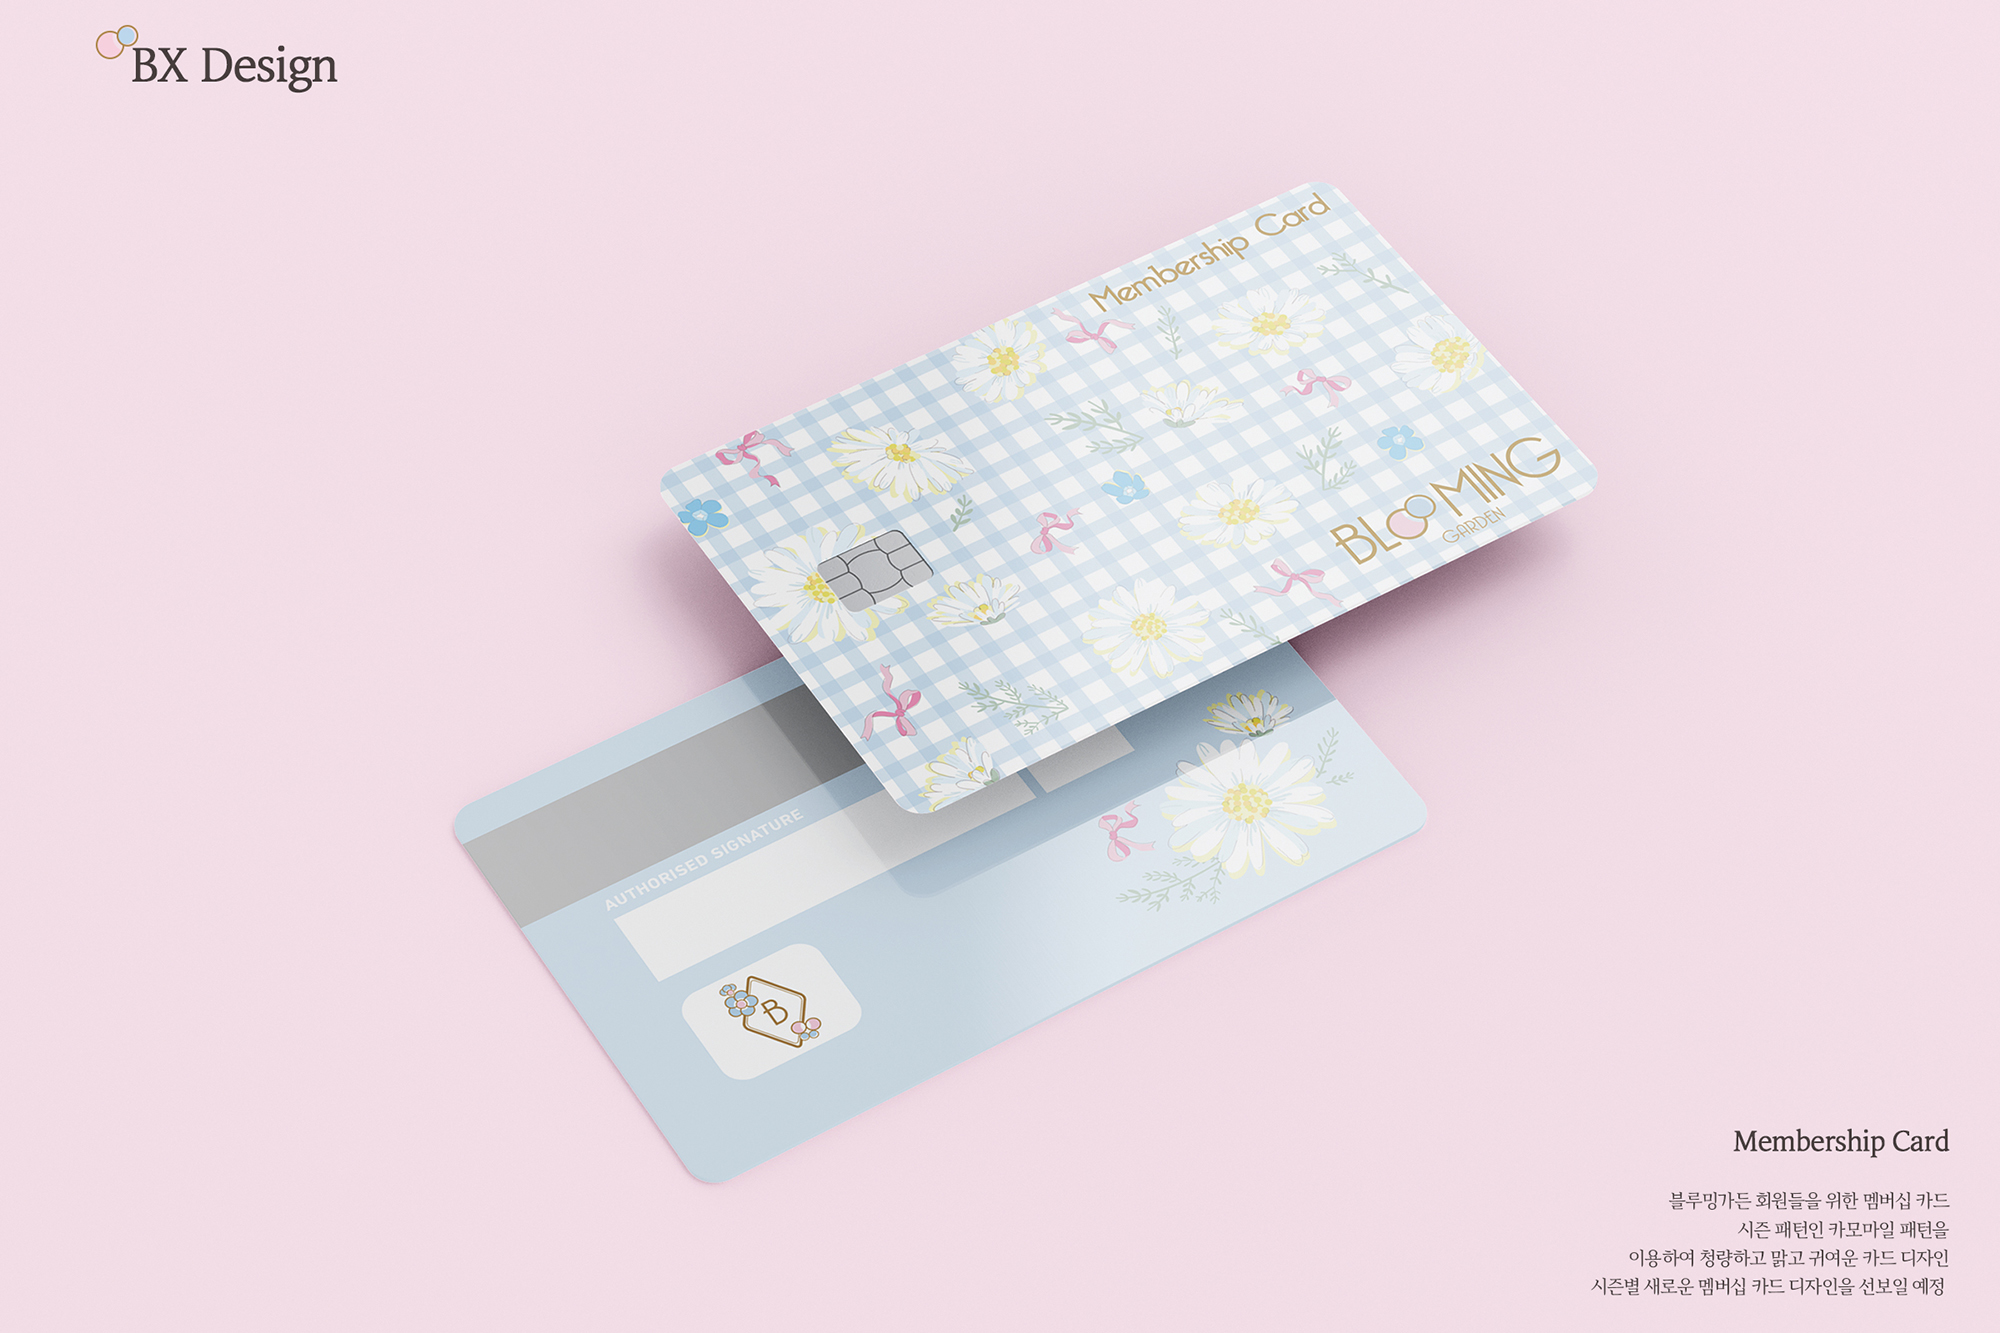 BX Design
Membership Card
BLOOMING
GARDEN
AUTHORISED SIGNATURE
B
Membership Card
블루밍가든 회원들을 위한 멤버십 카드
시즌 패턴인 카모마일 패턴을
이용하여 청량하고 맑고 귀여운 카드 디자인
시즌별 새로운 멤버십 카드 디자인을 선보일 예정